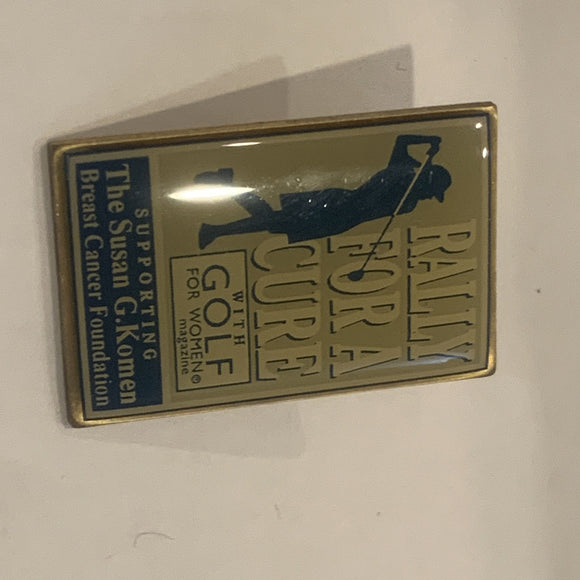 RALLY
FOR A
CURE
WITH
GOLF
FOR WOMEN®
magazine
SUPPORTING
The Susan G.Komen
Breast Cancer Foundation